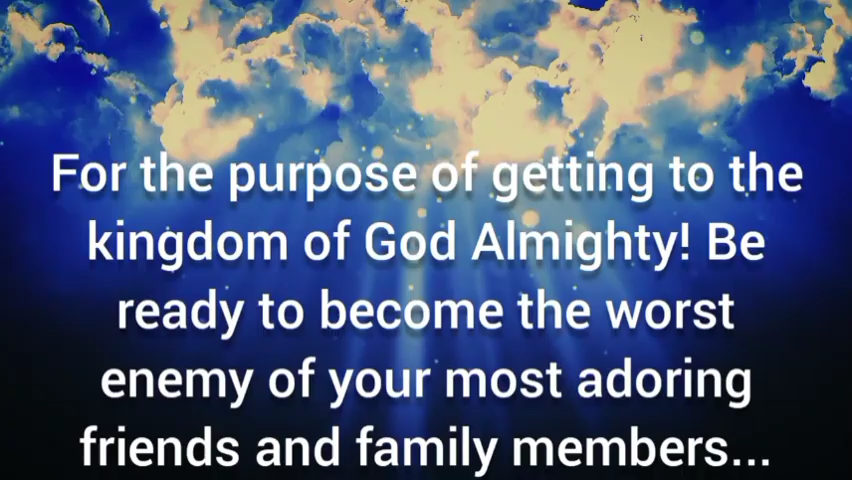 For the purpose of getting to the
kingdom of God Almighty! Be
ready to become the worst
enemy of your most adoring
friends and family members...